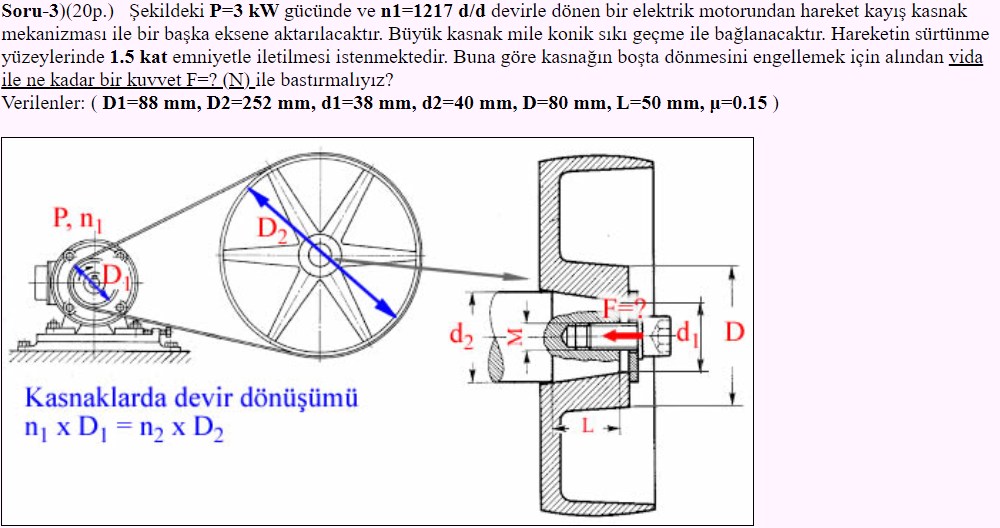 Soru-3)(20p.) Şekildeki P=3 kW gücünde ve n1=1217 d/d devirle dönen bir elektrik motorundan hareket kayış kasnak
mekanizması ile bir başka eksene aktarılacaktır. Büyük kasnak mile konik sıkı geçme ile bağlanacaktır. Hareketin sürtünme
yüzeylerinde 1.5 kat emniyetle iletilmesi istenmektedir. Buna göre kasnağın boşta dönmesini engellemek için alından vida
ile ne kadar bir kuvvet F=? (N) ile bastırmalıyız?
Verilenler: ( D1=88 mm, D2=252 mm, d1=38 mm, d2=40 mm, D=80 mm, L=50 mm, µ=0.15 )
P, n1
D1
D2
F=?
d2
M
d1
D
L
Kasnaklarda devir dönüşümü
n1 x D1 = n2 x D2